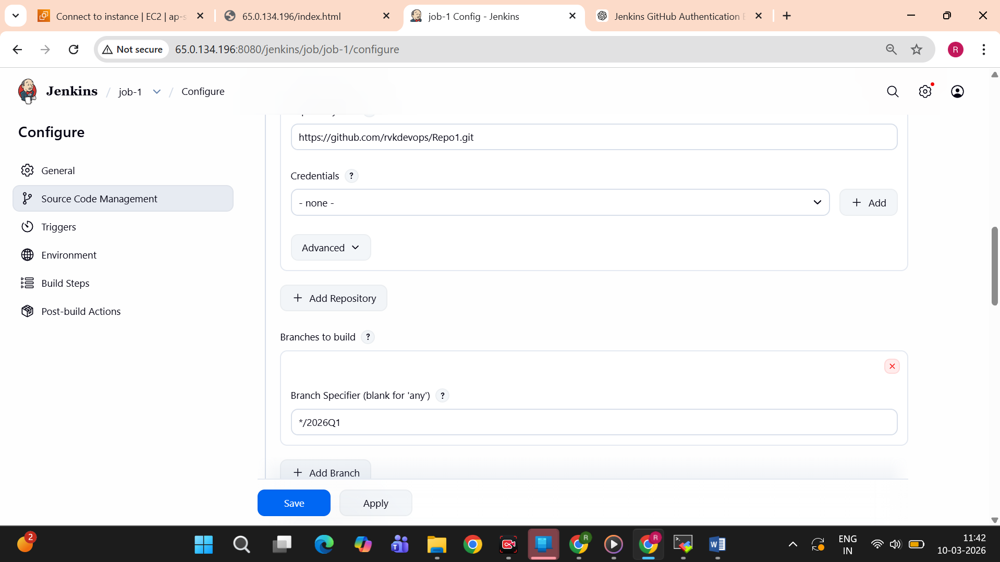 Connect to instance | EC2 | ap-s
65.0.134.196/index.html
job-1 Config - Jenkins
Jenkins GitHub Authentication E
Not secure
65.0.134.196:8080/jenkins/job/job-1/configure
R
Jenkins / job-1 / Configure
Configure
General
Source Code Management
Triggers
Environment
Build Steps
Post-build Actions
https://github.com/rvkdevops/Repo1.git
Credentials ?
- none -
+ Add
Advanced
+ Add Repository
Branches to build ?
Branch Specifier (blank for 'any') ?
*/2026Q1
+ Add Branch
Save
Apply
2
R
R
ENG
IN
11:42
10-03-2026